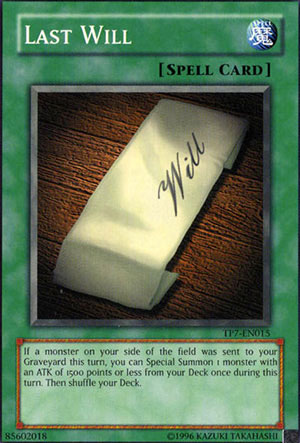 LAST WILL
魔
[SPELL CARD]
Will
TP7-EN015
If a monster on your side of the field was sent to your
Graveyard this turn, you can Special Summon 1 monster with
an ATK of 1500 points or less from your Deck once during
this turn. Then shuffle your Deck.
85602018
©1996 KAZUKI TAKAHASHI